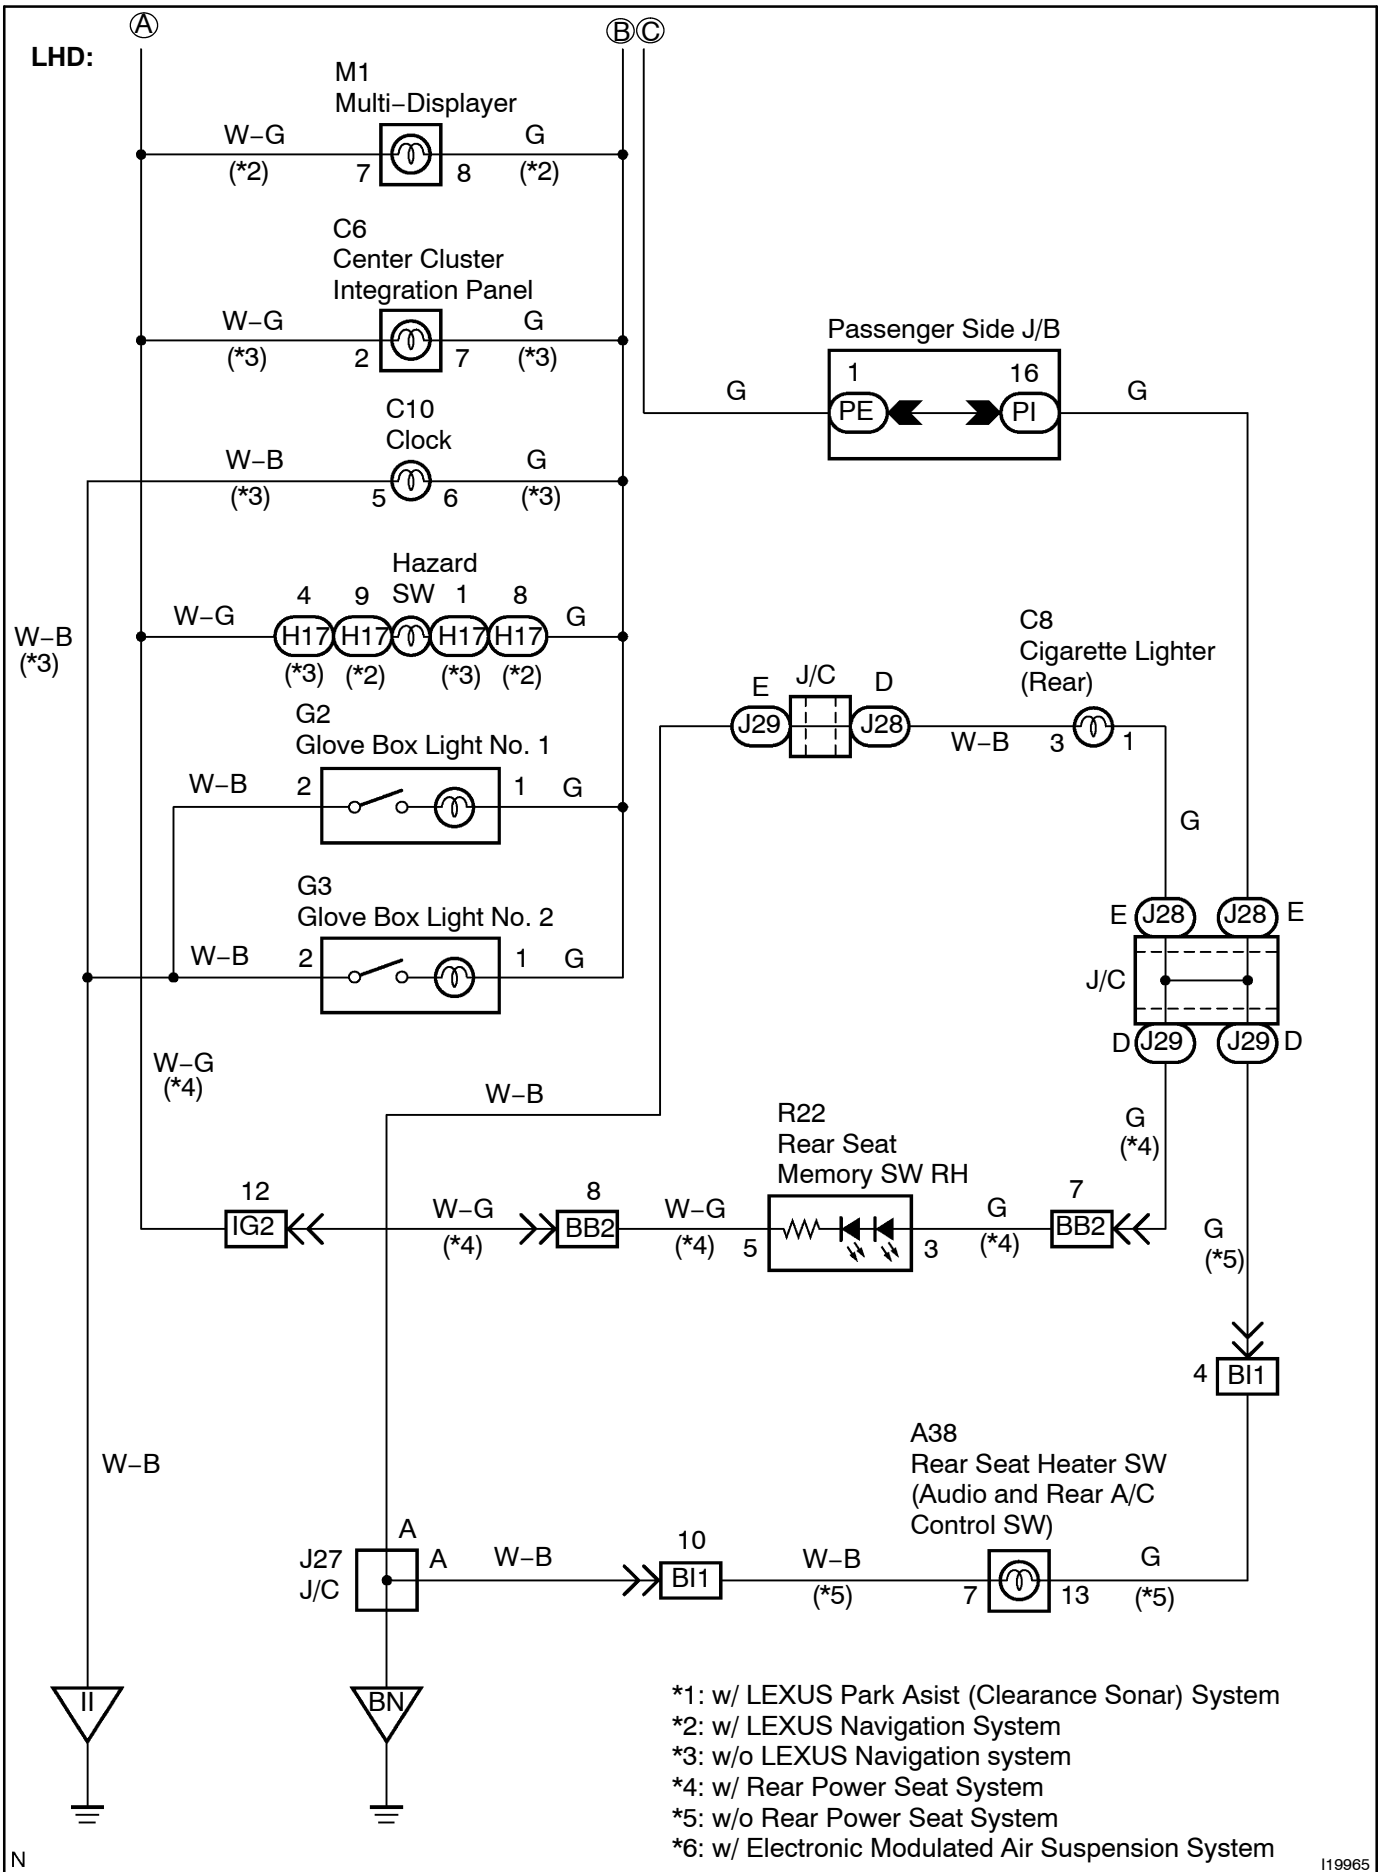 A
B C
LHD:
M1
Multi−Displayer
W−G
G
(*2)
7
8
(*2)
C6
Center Cluster
Integration Panel
W−G
G
(*3)
2
7
(*3)
Passenger Side J/B
1
16
G
PE
PI
G
C10
Clock
W−B
G
(*3)
5
6
(*3)
Hazard
SW
4
9
1
8
W−G
H17
H17
H17
H17
G
(*3)
(*2)
(*3)
(*2)
W−B
(*3)
C8
Cigarette Lighter
(Rear)
E
J/C
D
J29
J28
W−B
3
1
G
G2
Glove Box Light No. 1
W−B
2
1
G
G3
Glove Box Light No. 2
W−B
2
1
G
E
J28
J28
E
J/C
D
J29
J29
D
W−G
(*4)
W−B
R22
Rear Seat
Memory SW RH
G
(*4)
12
IG2
W−G
(*4)
8
BB2
W−G
(*4)
5
3
G
(*4)
7
BB2
G
(*5)
4
BI1
W−B
A38
Rear Seat Heater SW
(Audio and Rear A/C
Control SW)
J27
J/C
A
A
W−B
10
BI1
W−B
(*5)
7
13
G
(*5)
II
BN
*1: w/ LEXUS Park Asist (Clearance Sonar) System
*2: w/ LEXUS Navigation System
*3: w/o LEXUS Navigation system
*4: w/ Rear Power Seat System
*5: w/o Rear Power Seat System
*6: w/ Electronic Modulated Air Suspension System
N
I19965